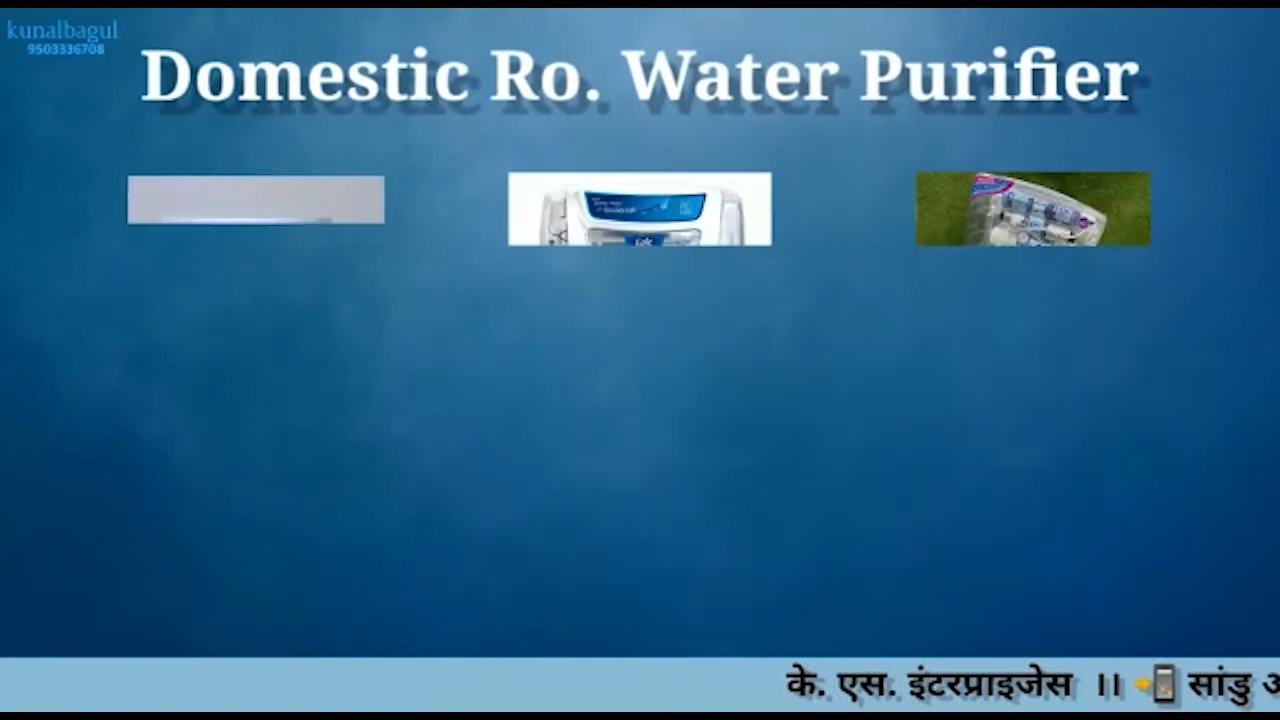 kunalbagul
9503336708
Domestic Ro. Water Purifier
के. एस. इंटरप्राइजेस ।। सांडु